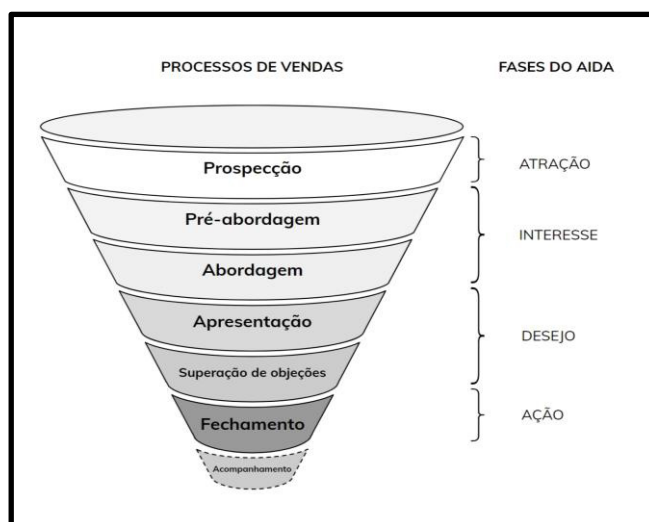 PROCESSOS DE VENDAS
FASES DO AIDA
Prospecção
ATRAÇÃO
Pré-abordagem
INTERESSE
Abordagem
Apresentação
DESEJO
Superação de objeções
Fechamento
AÇÃO
Acompanhamento